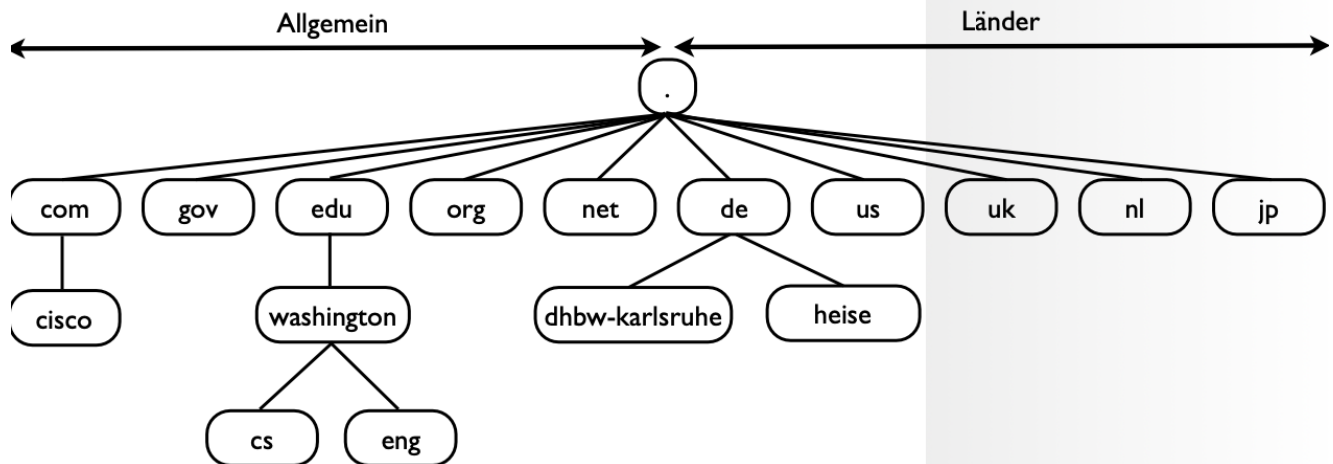 Allgemein Länder
.
com gov edu org net de us uk nl jp
cisco washington dhbw-karlsruhe heise
cs eng